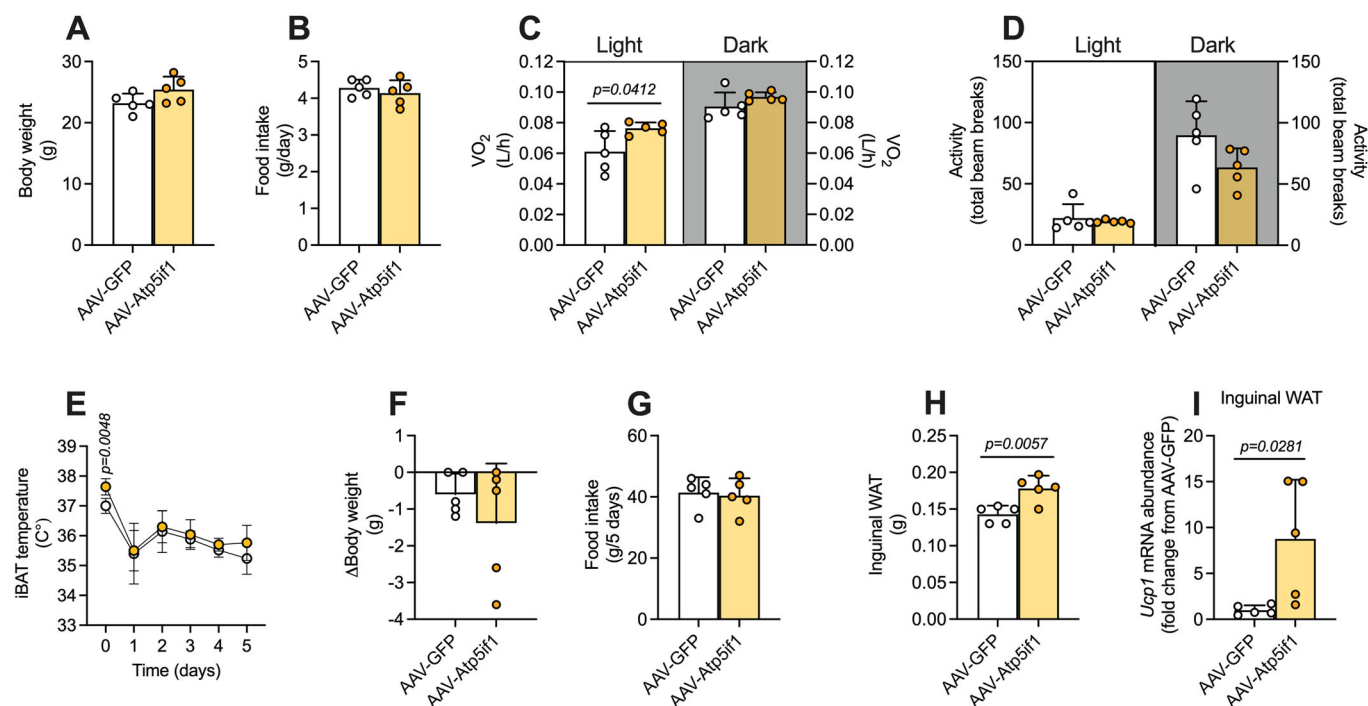 A
Body weight
(g)
30
20
10
0
AAV-GFP
AAV-Atp5if1
B
Food intake
(g/day)
5
4
3
2
1
0
AAV-GFP
AAV-Atp5if1
C
Light
Dark
VO2
(L/h)
0.12
0.10
0.08
0.06
0.04
0.02
0.00
p=0.0412
0.12
0.10
0.08
0.06
0.04
0.02
0.00
VO2
(L/h)
AAV-GFP
AAV-Atp5if1
AAV-GFP
AAV-Atp5if1
D
Light
Dark
Activity
(total beam breaks)
150
100
50
0
150
100
50
0
Activity
(total beam breaks)
AAV-GFP
AAV-Atp5if1
AAV-GFP
AAV-Atp5if1
E
iBAT temperature
(C°)
39
38
37
36
35
34
33
p=0.0048
0 1 2 3 4 5
Time (days)
F
ΔBody weight
(g)
1
0
-1
-2
-3
-4
AAV-GFP
AAV-Atp5if1
G
Food intake
(g/5 days)
60
40
20
0
AAV-GFP
AAV-Atp5if1
H
Inguinal WAT
(g)
0.25
0.20
0.15
0.10
0.05
0.00
p=0.0057
AAV-GFP
AAV-Atp5if1
I
Inguinal WAT
Ucp1 mRNA abundance
(fold change from AAV-GFP)
20
15
10
5
0
p=0.0281
AAV-GFP
AAV-Atp5if1